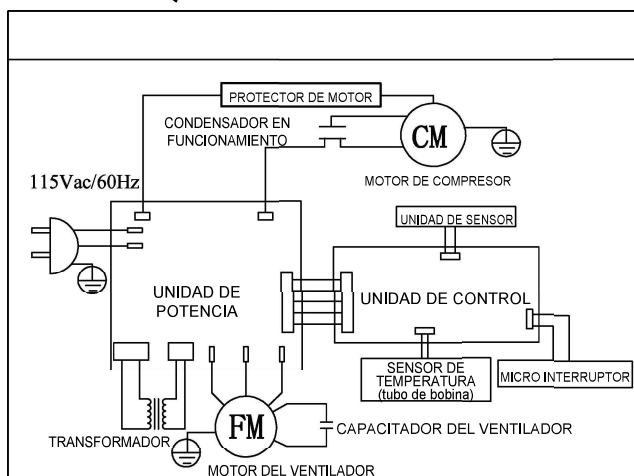 PROTECTOR DE MOTOR
CONDENSADOR EN
FUNCIONAMIENTO
CM
MOTOR DE COMPRESOR
115Vac/60Hz
UNIDAD DE SENSOR
UNIDAD DE
POTENCIA
UNIDAD DE CONTROL
SENSOR DE
TEMPERATURA
(tubo de bobina)
MICRO INTERRUPTOR
TRANSFORMADOR
FM
CAPACITADOR DEL VENTILADOR
MOTOR DEL VENTILADOR